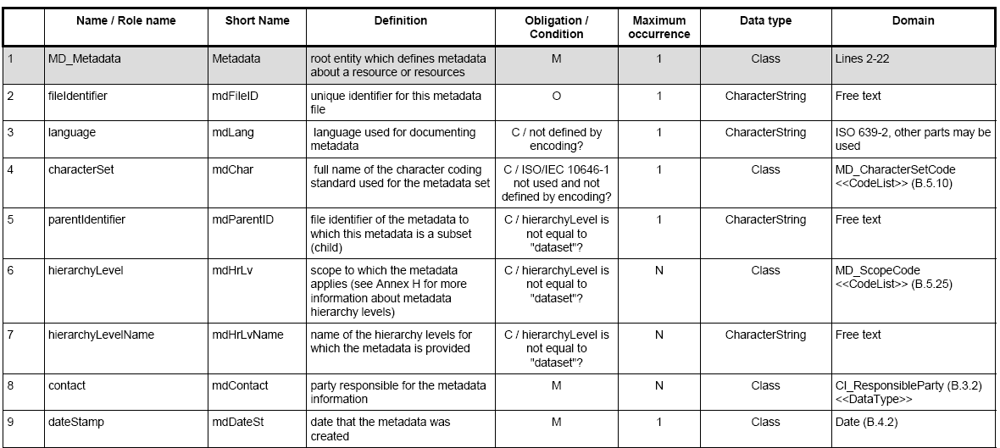 Name / Role name Short Name Definition Obligation / Maximum Data type Domain
Condition occurrence
1 MD_Metadata Metadata root entity which defines metadata M 1 Class Lines 2-22
about a resource or resources
2 fileIdentifier mdFileID unique identifier for this metadata O 1 CharacterString Free text
file
3 language mdLang language used for documenting C / not defined by 1 CharacterString ISO 639-2, other parts may be
metadata encoding? used
4 characterSet mdChar full name of the character coding C / ISO/IEC 10646-1 1 Class MD_CharacterSetCode
standard used for the metadata set not used and not <<CodeList>> (B.5.10)
defined by encoding?
5 parentIdentifier mdParentID file identifier of the metadata to C / hierarchyLevel is 1 CharacterString Free text
which this metadata is a subset not equal to
(child) "dataset"?
6 hierarchyLevel mdHrLv scope to which the metadata C / hierarchyLevel is N Class MD_ScopeCode
applies (see Annex H for more not equal to <<CodeList>> (B.5.25)
information about metadata "dataset"?
hierarchy levels)
7 hierarchyLevelName mdHrLvName name of the hierarchy levels for C / hierarchyLevel is N CharacterString Free text
which the metadata is provided not equal to
"dataset"?
8 contact mdContact party responsible for the metadata M N Class CI_ResponsibleParty (B.3.2)
information <<DataType>>
9 dateStamp mdDateSt date that the metadata was M 1 Class Date (B.4.2)
created